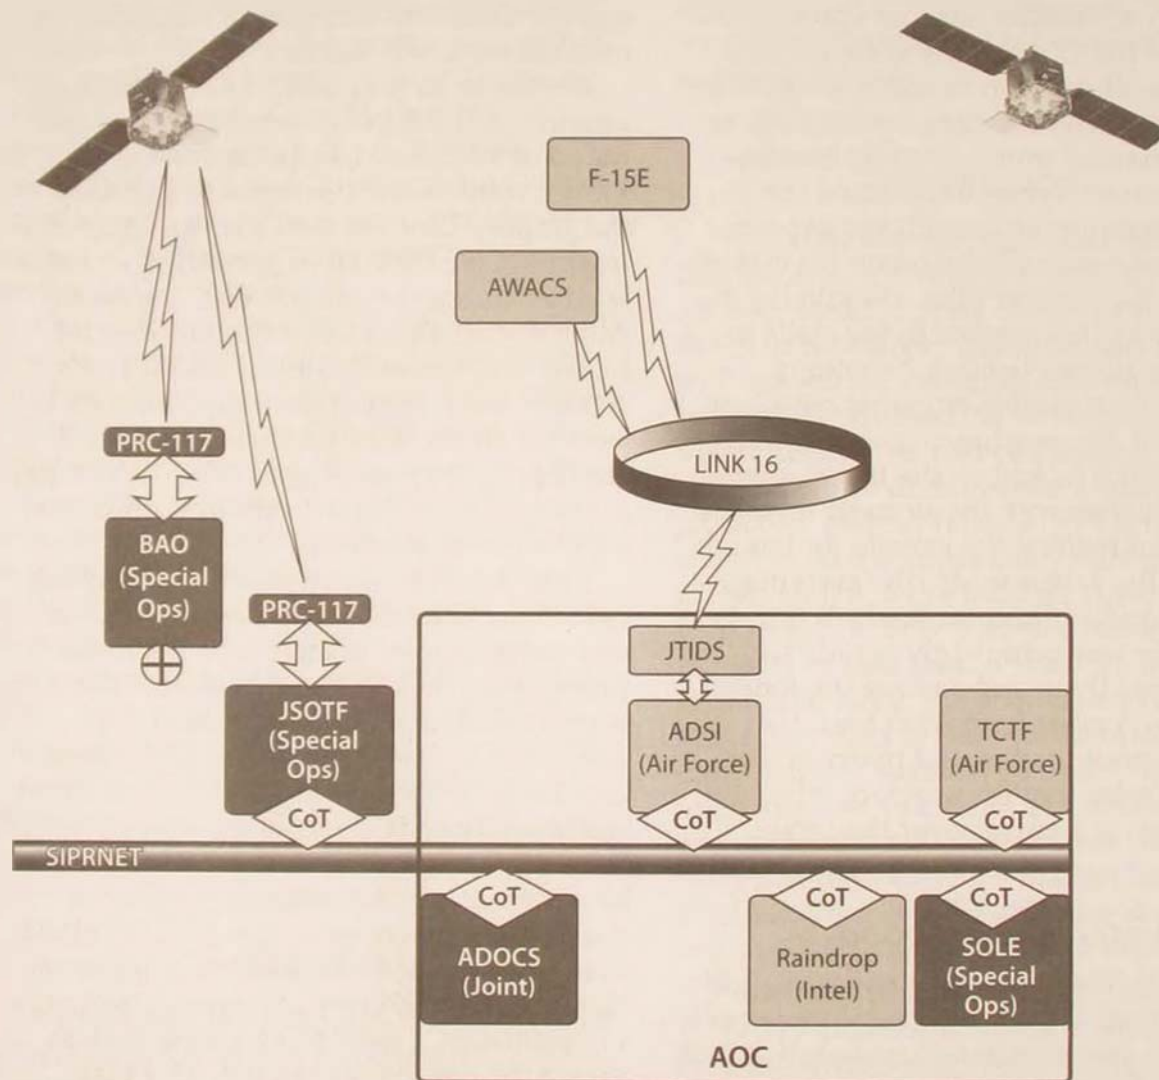 F-15E
AWACS
PRC-117
LINK 16
BAO
(Special
Ops)
PRC-117
JTIDS
JSOTF
(Special
Ops)
ADSI
(Air Force)
TCTF
(Air Force)
CoT
CoT
CoT
SIPRNET
CoT
CoT
CoT
ADOCS
(Joint)
Raindrop
(Intel)
SOLE
(Special
Ops)
AOC